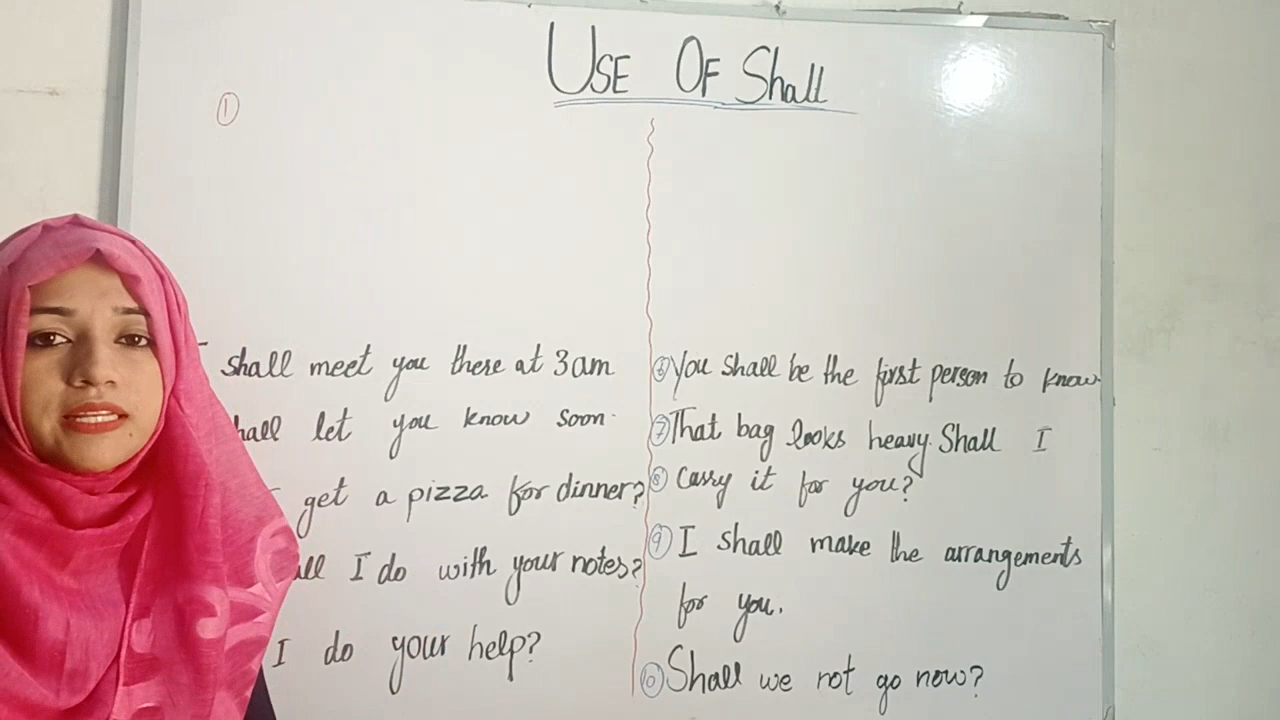 USE OF Shall
①
shall meet you there at 3am
let you know soon.
get a pizza for dinner?
I do with your notes?
I do your help?
⑥ You shall be the first person to know
⑦ That bag looks heavy. Shall I
⑧ Carry it for you?
⑨ I shall make the arrangements
for you.
⑩ Shall we not go now?